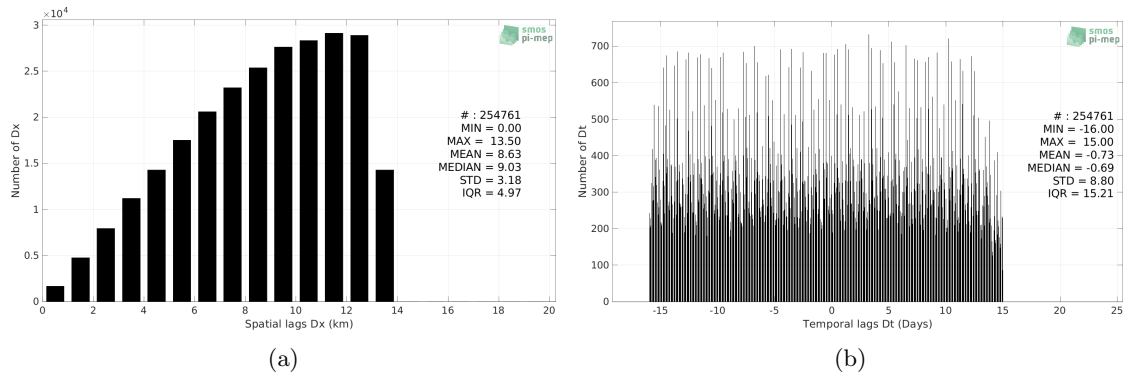 ×10⁴
3
2.5
2
1.5
1
0.5
0
0 2 4 6 8 10 12 14 16 18 20
Number of Dx
Spatial lags Dx (km)
smos
pi-mep
# : 254761
MIN = 0.00
MAX = 13.50
MEAN = 8.63
MEDIAN = 9.03
STD = 3.18
IQR = 4.97
(a)
700
600
500
400
300
200
100
0
-15 -10 -5 0 5 10 15 20 25
Number of Dt
Temporal lags Dt (Days)
smos
pi-mep
# : 254761
MIN = -16.00
MAX = 15.00
MEAN = -0.73
MEDIAN = -0.69
STD = 8.80
IQR = 15.21
(b)